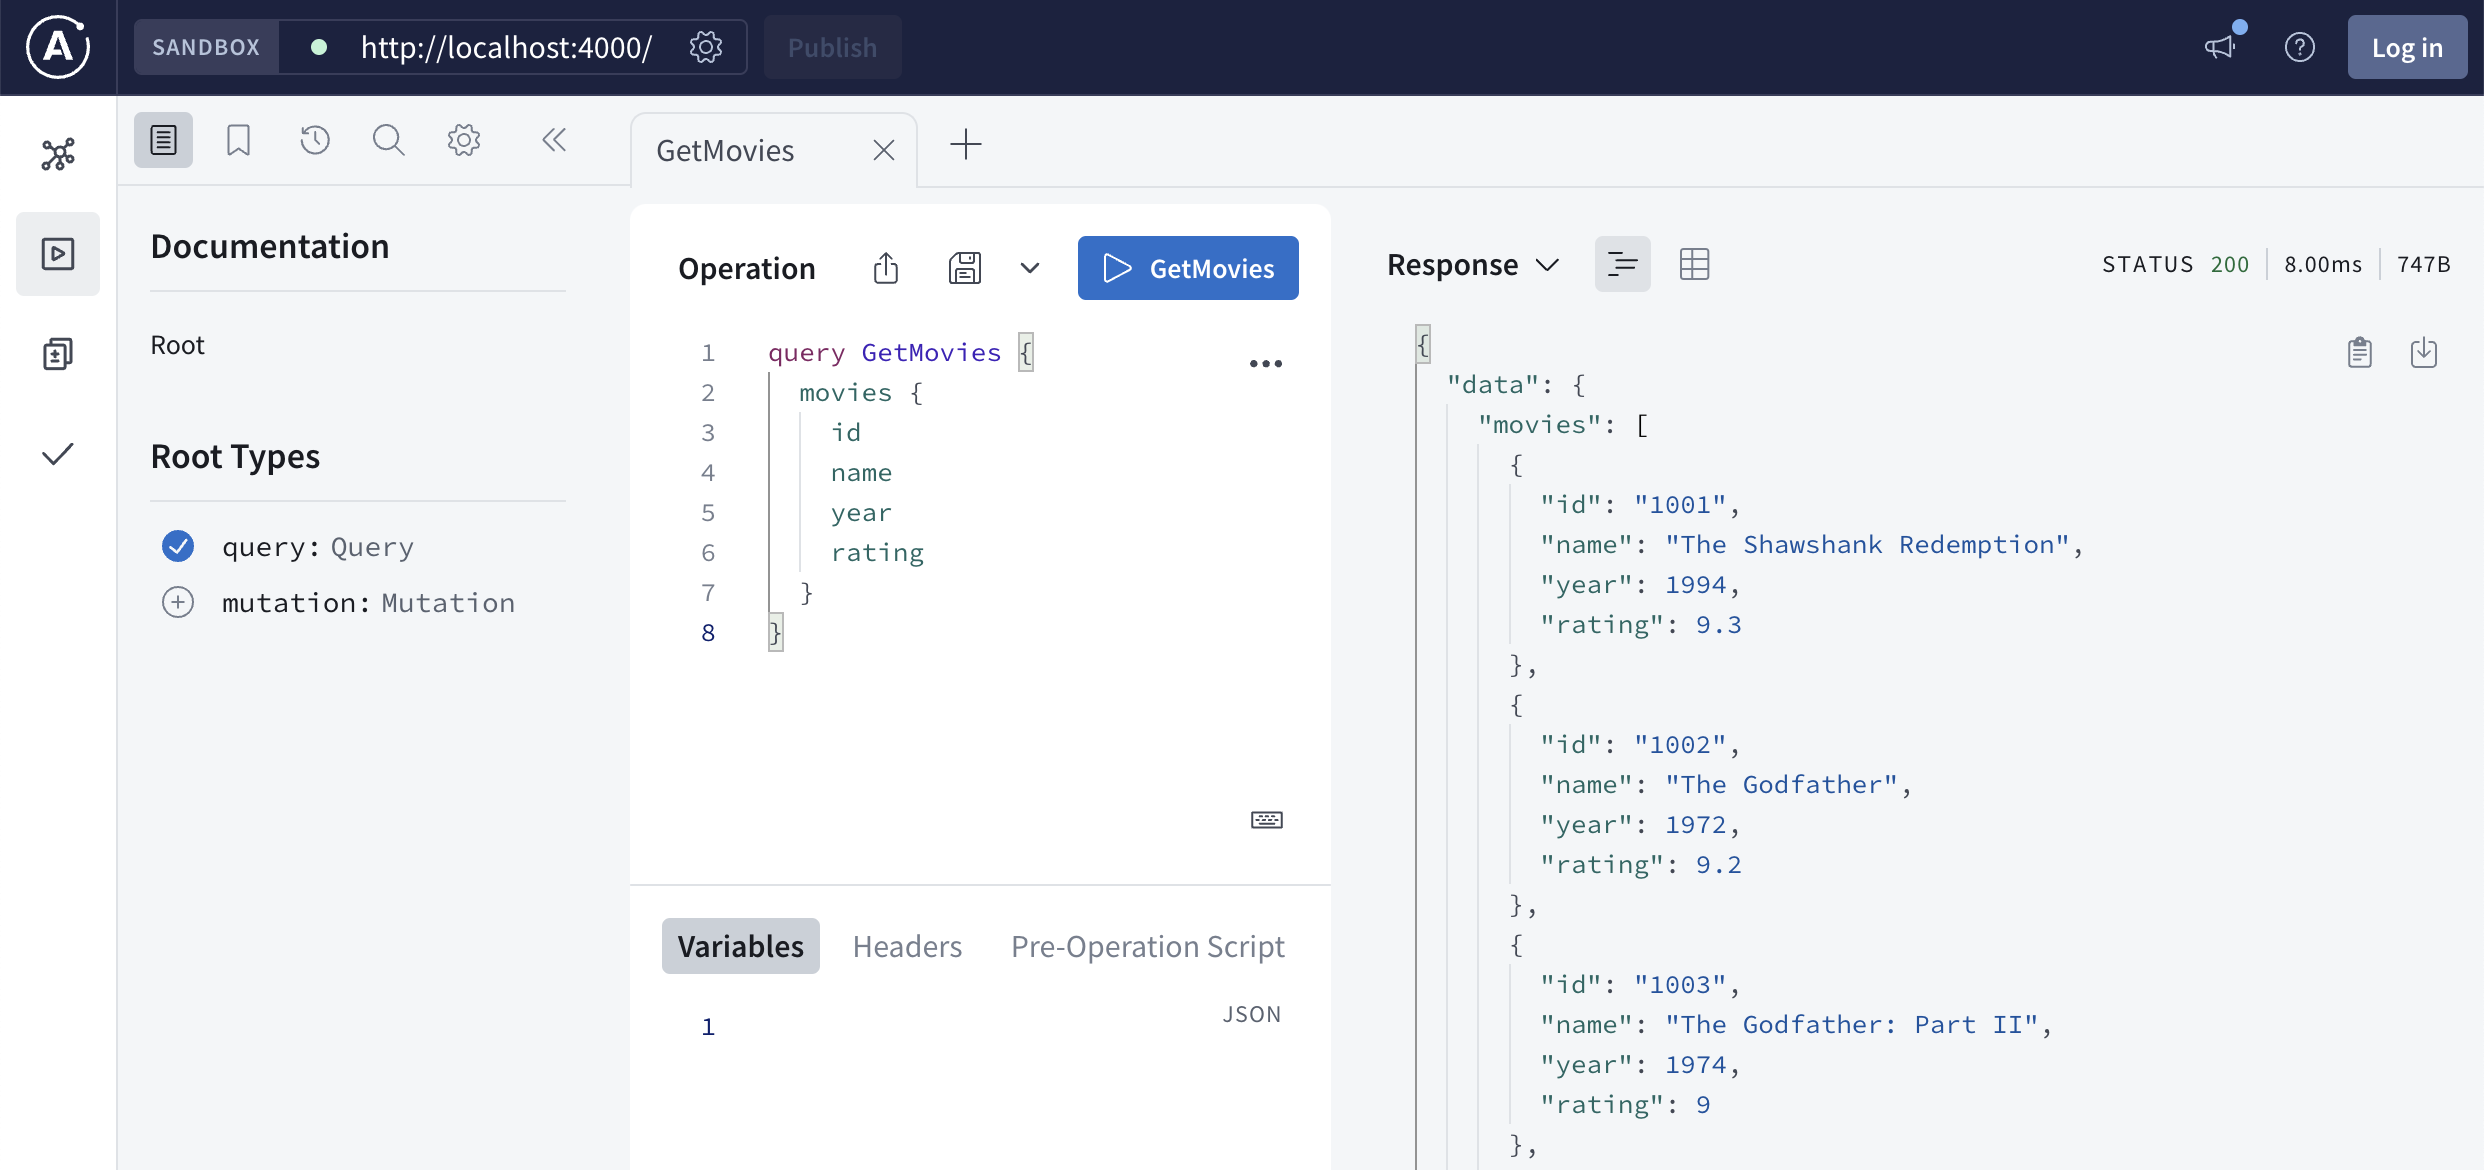 SANDBOX http://localhost:4000/ Publish Log in
GetMovies
Documentation
Root
Root Types
query: Query
mutation: Mutation
Operation GetMovies
1 query GetMovies {
2 movies {
3 id
4 name
5 year
6 rating
7 }
8 }
Variables Headers Pre-Operation Script
1 JSON
Response STATUS 200 8.00ms 747B
{
"data": {
"movies": [
{
"id": "1001",
"name": "The Shawshank Redemption",
"year": 1994,
"rating": 9.3
},
{
"id": "1002",
"name": "The Godfather",
"year": 1972,
"rating": 9.2
},
{
"id": "1003",
"name": "The Godfather: Part II",
"year": 1974,
"rating": 9
},